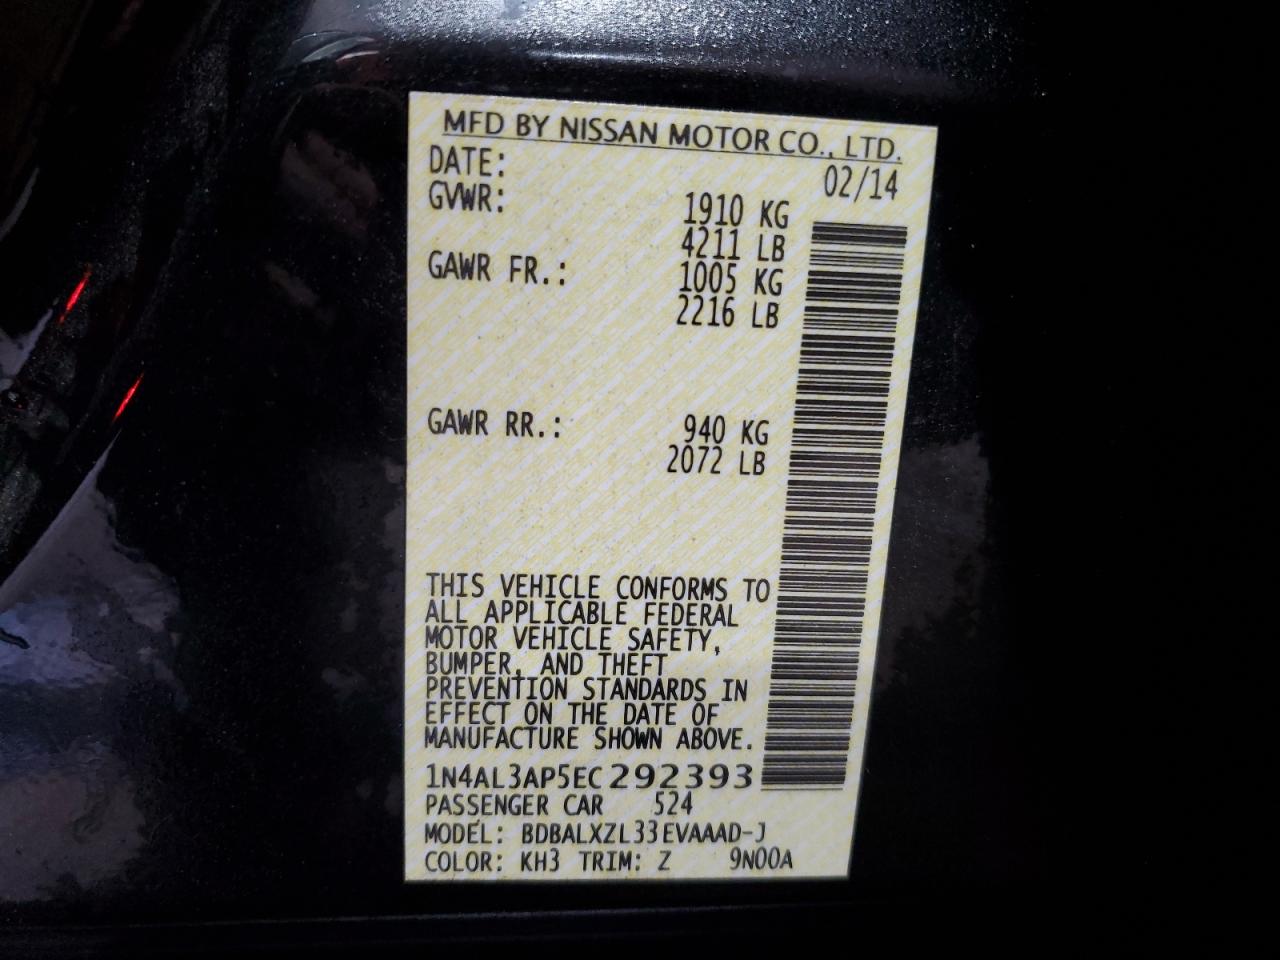 MFD BY NISSAN MOTOR CO., LTD.
DATE: 02/14
GVWR: 1910 KG
4211 LB
GAWR FR.: 1005 KG
2216 LB
GAWR RR.: 940 KG
2072 LB
THIS VEHICLE CONFORMS TO
ALL APPLICABLE FEDERAL
MOTOR VEHICLE SAFETY,
BUMPER, AND THEFT
PREVENTION STANDARDS IN
EFFECT ON THE DATE OF
MANUFACTURE SHOWN ABOVE.
1N4AL3AP5EC292393
PASSENGER CAR 524
MODEL: BDBALXZL33EVAAAD-J
COLOR: KH3 TRIM: Z 9N00A